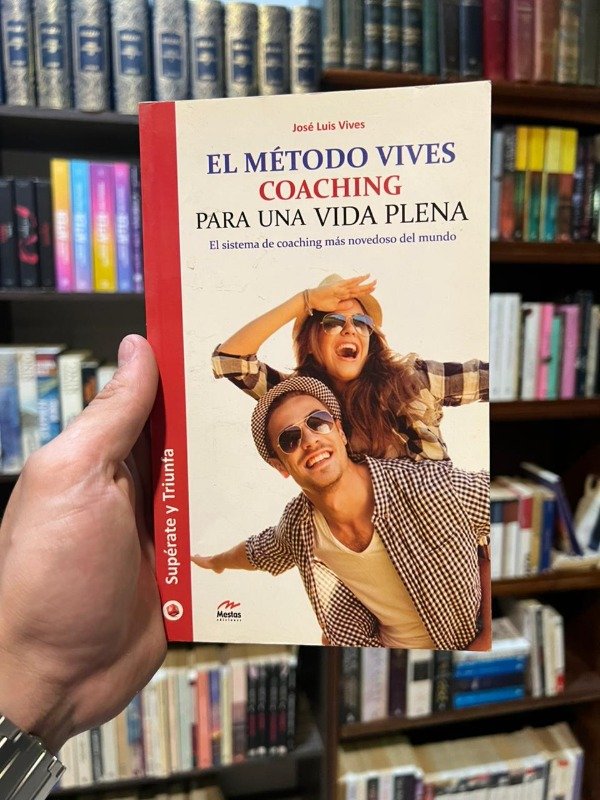 José Luis Vives
EL MÉTODO VIVES
COACHING
PARA UNA VIDA PLENA
El sistema de coaching más novedoso del mundo
Supérate y Triunfa
Mestas
ediciones